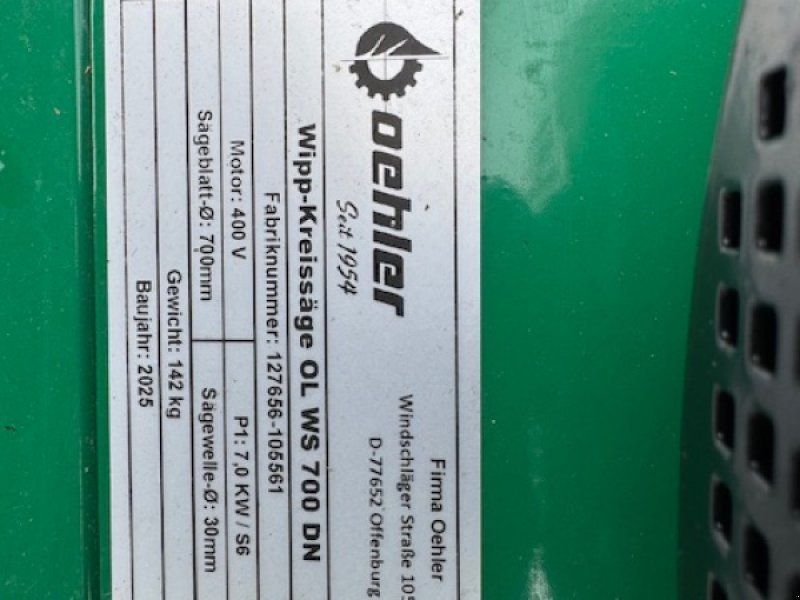 oehler
Seit 1954
Firma Oehler
Windschläger Straße 105
D-77652 Offenburg
Wipp-Kreissäge OL WS 700 DN
Fabriknummer: 127656-105561
Motor: 400 V
P1: 7,0 KW / S6
Sägeblatt-Ø: 700mm
Sägewelle-Ø: 30mm
Gewicht: 142 kg
Baujahr: 2025